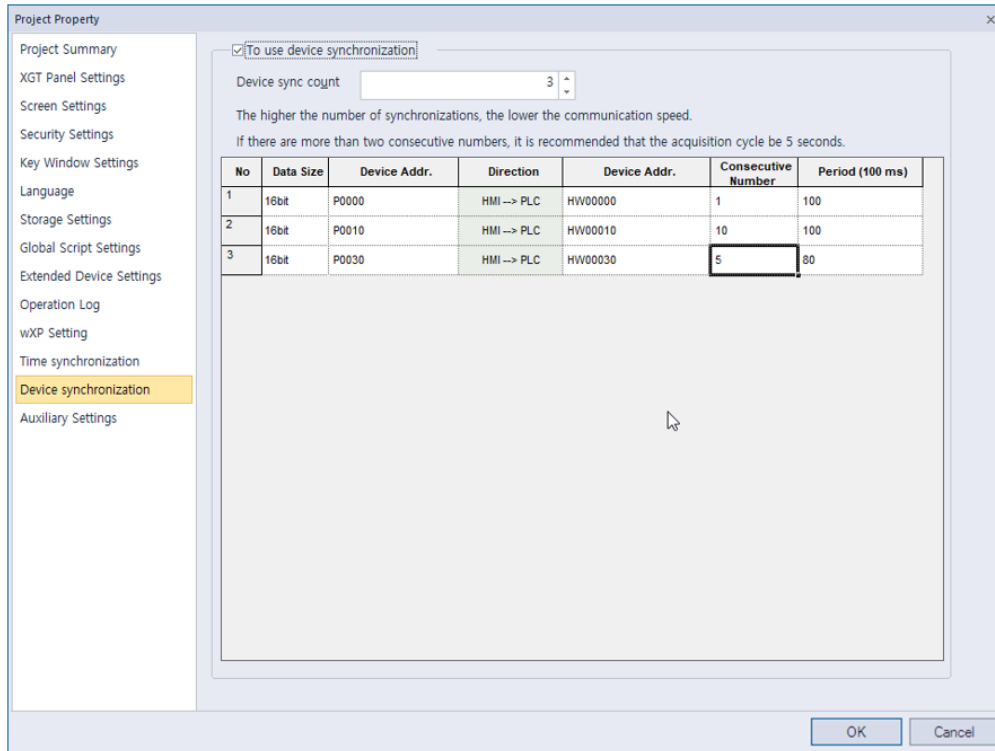 Project Property
Project Summary
XGT Panel Settings
Screen Settings
Security Settings
Key Window Settings
Language
Storage Settings
Global Script Settings
Extended Device Settings
Operation Log
wXP Setting
Time synchronization
Device synchronization
Auxiliary Settings
To use device synchronization
Device sync count 3
The higher the number of synchronizations, the lower the communication speed.
If there are more than two consecutive numbers, it is recommended that the acquisition cycle be 5 seconds.
No Data Size Device Addr. Direction Device Addr. Consecutive Number Period (100 ms)
1 16bit P0000 HMI --> PLC HW00000 1 100
2 16bit P0010 HMI --> PLC HW00010 10 100
3 16bit P0030 HMI --> PLC HW00030 5 80
OK Cancel